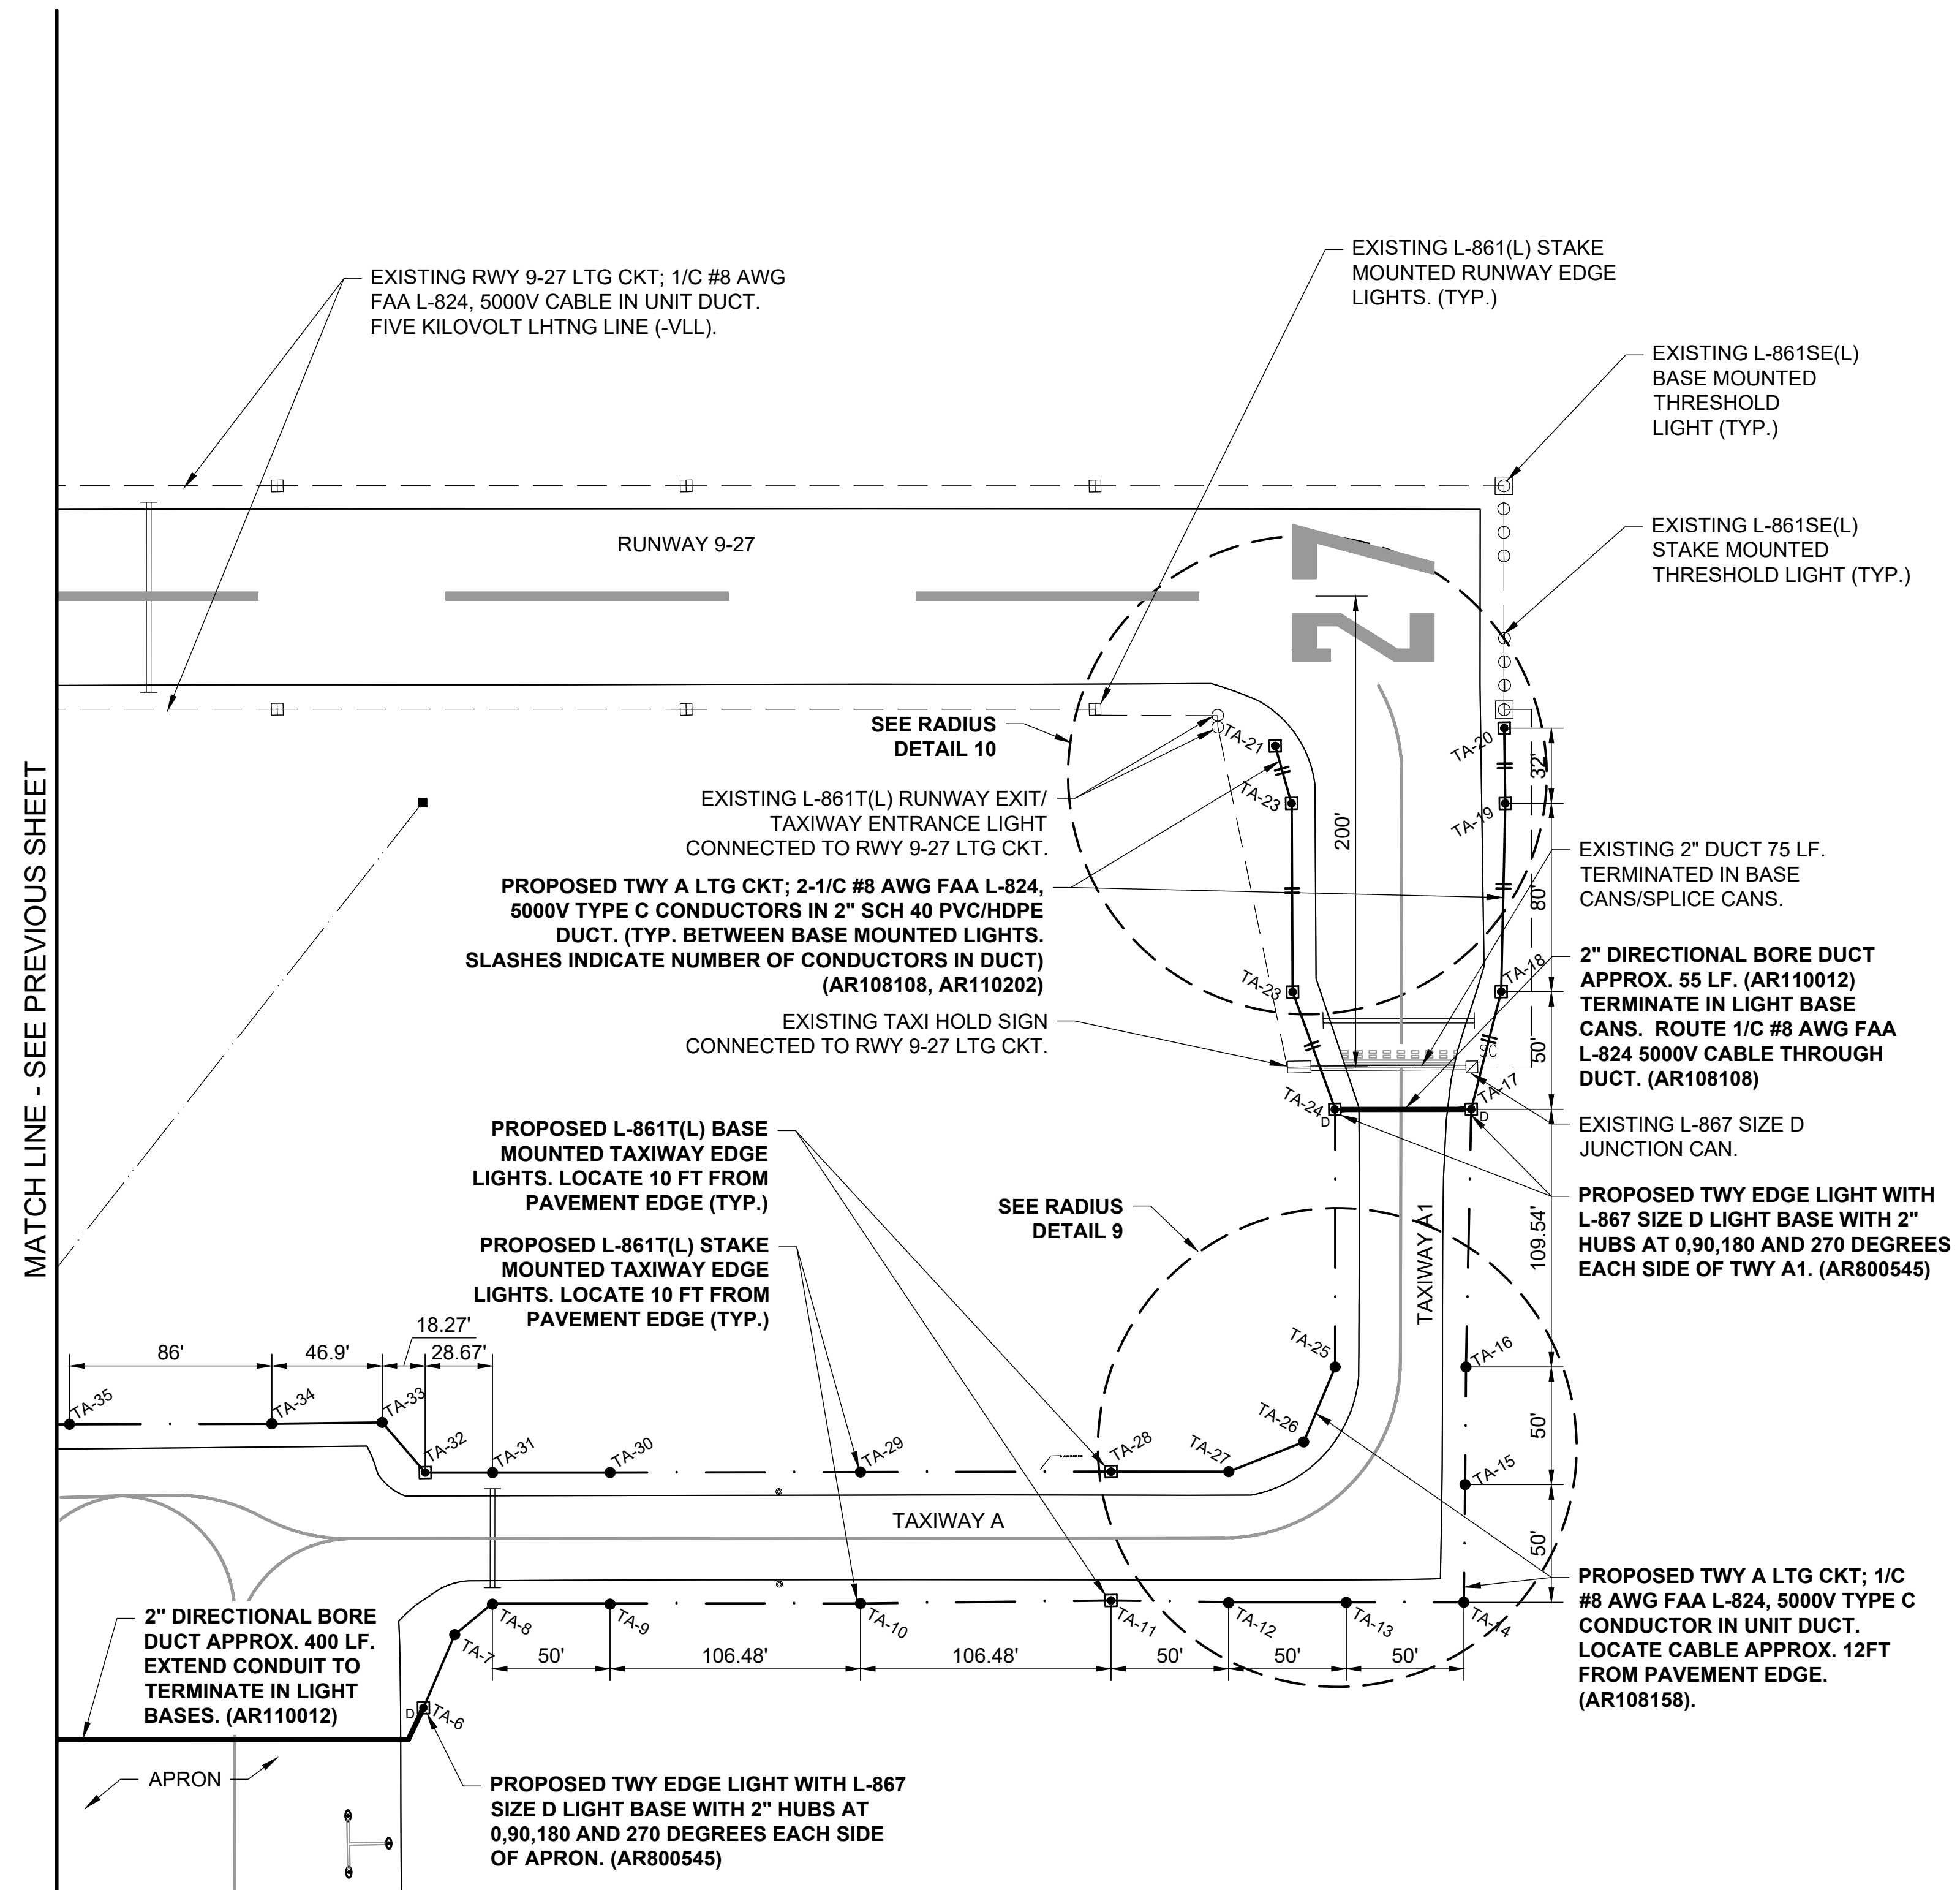 EXISTING L-861(L) STAKE
MOUNTED RUNWAY EDGE
LIGHTS. (TYP.)
EXISTING RWY 9-27 LTG CKT; 1/C #8 AWG
FAA L-824, 5000V CABLE IN UNIT DUCT.
FIVE KILOVOLT LHTNG LINE (-VLL).
EXISTING L-861SE(L)
BASE MOUNTED
THRESHOLD
LIGHT (TYP.)
EXISTING L-861SE(L)
STAKE MOUNTED
THRESHOLD LIGHT (TYP.)
RUNWAY 9-27
27
MATCH LINE - SEE PREVIOUS SHEET
SEE RADIUS
DETAIL 10
TA-21
TA-20
32'
TA-23
TA-19
200'
80'
EXISTING L-861T(L) RUNWAY EXIT/
TAXIWAY ENTRANCE LIGHT
CONNECTED TO RWY 9-27 LTG CKT.
PROPOSED TWY A LTG CKT; 2-1/C #8 AWG FAA L-824,
5000V TYPE C CONDUCTORS IN 2" SCH 40 PVC/HDPE
DUCT. (TYP. BETWEEN BASE MOUNTED LIGHTS.
SLASHES INDICATE NUMBER OF CONDUCTORS IN DUCT)
(AR108108, AR110202)
EXISTING 2" DUCT 75 LF.
TERMINATED IN BASE
CANS/SPLICE CANS.
2" DIRECTIONAL BORE DUCT
APPROX. 55 LF. (AR110012)
TERMINATE IN LIGHT BASE
CANS. ROUTE 1/C #8 AWG FAA
L-824 5000V CABLE THROUGH
DUCT. (AR108108)
TA-23
TA-18
EXISTING TAXI HOLD SIGN
CONNECTED TO RWY 9-27 LTG CKT.
SC
50'
TA-24
D
TA-17
D
EXISTING L-867 SIZE D
JUNCTION CAN.
PROPOSED L-861T(L) BASE
MOUNTED TAXIWAY EDGE
LIGHTS. LOCATE 10 FT FROM
PAVEMENT EDGE (TYP.)
PROPOSED TWY EDGE LIGHT WITH
L-867 SIZE D LIGHT BASE WITH 2"
HUBS AT 0,90,180 AND 270 DEGREES
EACH SIDE OF TWY A1. (AR800545)
SEE RADIUS
DETAIL 9
TAXIWAY A1
109.54'
PROPOSED L-861T(L) STAKE
MOUNTED TAXIWAY EDGE
LIGHTS. LOCATE 10 FT FROM
PAVEMENT EDGE (TYP.)
18.27'
86'
46.9'
28.67'
TA-35
TA-34
TA-33
TA-32
TA-31
TA-30
TA-29
TA-28
TA-27
TA-26
TA-25
TA-16
50'
TA-15
50'
TAXIWAY A
PROPOSED TWY A LTG CKT; 1/C
#8 AWG FAA L-824, 5000V TYPE C
CONDUCTOR IN UNIT DUCT.
LOCATE CABLE APPROX. 12FT
FROM PAVEMENT EDGE.
(AR108158).
2" DIRECTIONAL BORE
DUCT APPROX. 400 LF.
EXTEND CONDUIT TO
TERMINATE IN LIGHT
BASES. (AR110012)
TA-8
TA-9
TA-10
TA-11
TA-12
TA-13
TA-14
TA-7
50'
106.48'
106.48'
50'
50'
50'
D
TA-6
APRON
PROPOSED TWY EDGE LIGHT WITH L-867
SIZE D LIGHT BASE WITH 2" HUBS AT
0,90,180 AND 270 DEGREES EACH SIDE
OF APRON. (AR800545)